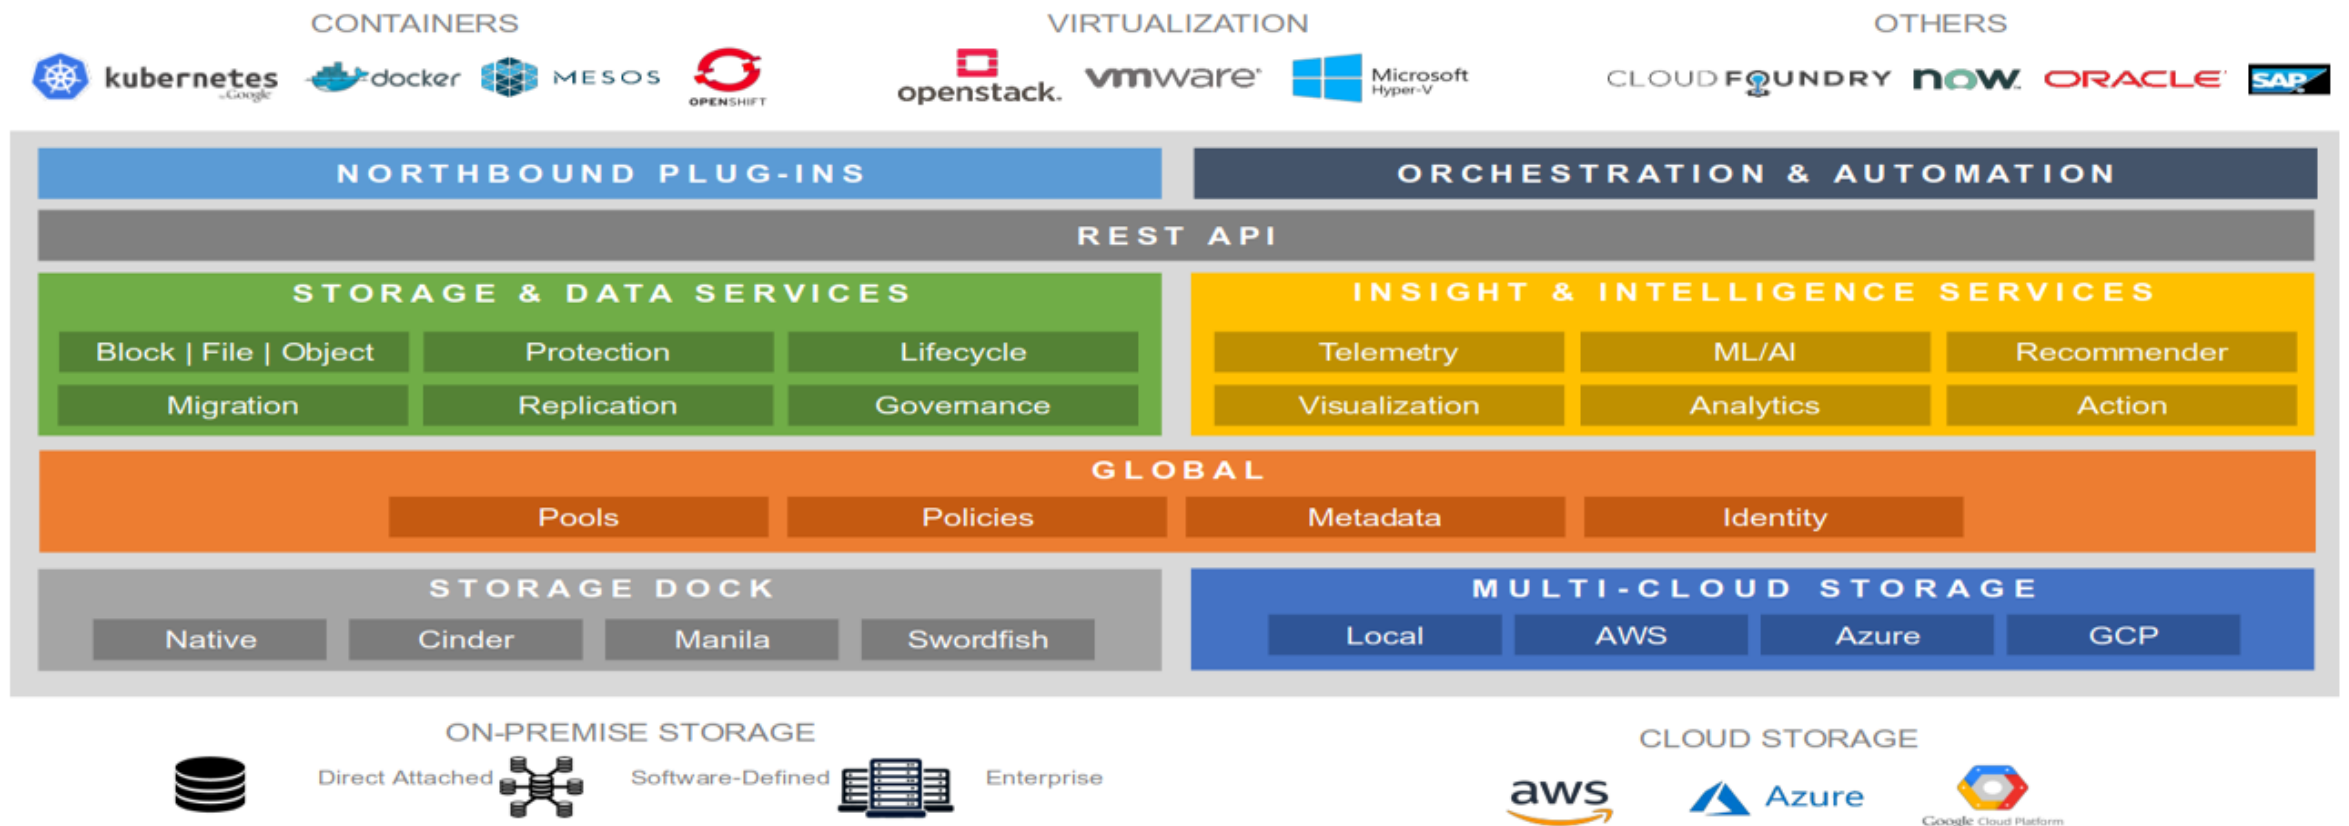 CONTAINERS
VIRTUALIZATION
OTHERS
kubernetes
by Google
docker
MESOS
OPENSHIFT
openstack.
vmware
Microsoft
Hyper-V
CLOUD FOUNDRY
now.
ORACLE
SAP
NORTHBOUND PLUG-INS
ORCHESTRATION & AUTOMATION
REST API
STORAGE & DATA SERVICES
Block | File | Object
Protection
Lifecycle
Migration
Replication
Governance
INSIGHT & INTELLIGENCE SERVICES
Telemetry
ML/AI
Recommender
Visualization
Analytics
Action
GLOBAL
Pools
Policies
Metadata
Identity
STORAGE DOCK
Native
Cinder
Manila
Swordfish
MULTI-CLOUD STORAGE
Local
AWS
Azure
GCP
ON-PREMISE STORAGE
Direct Attached
Software-Defined
Enterprise
CLOUD STORAGE
aws
Azure
Google Cloud Platform